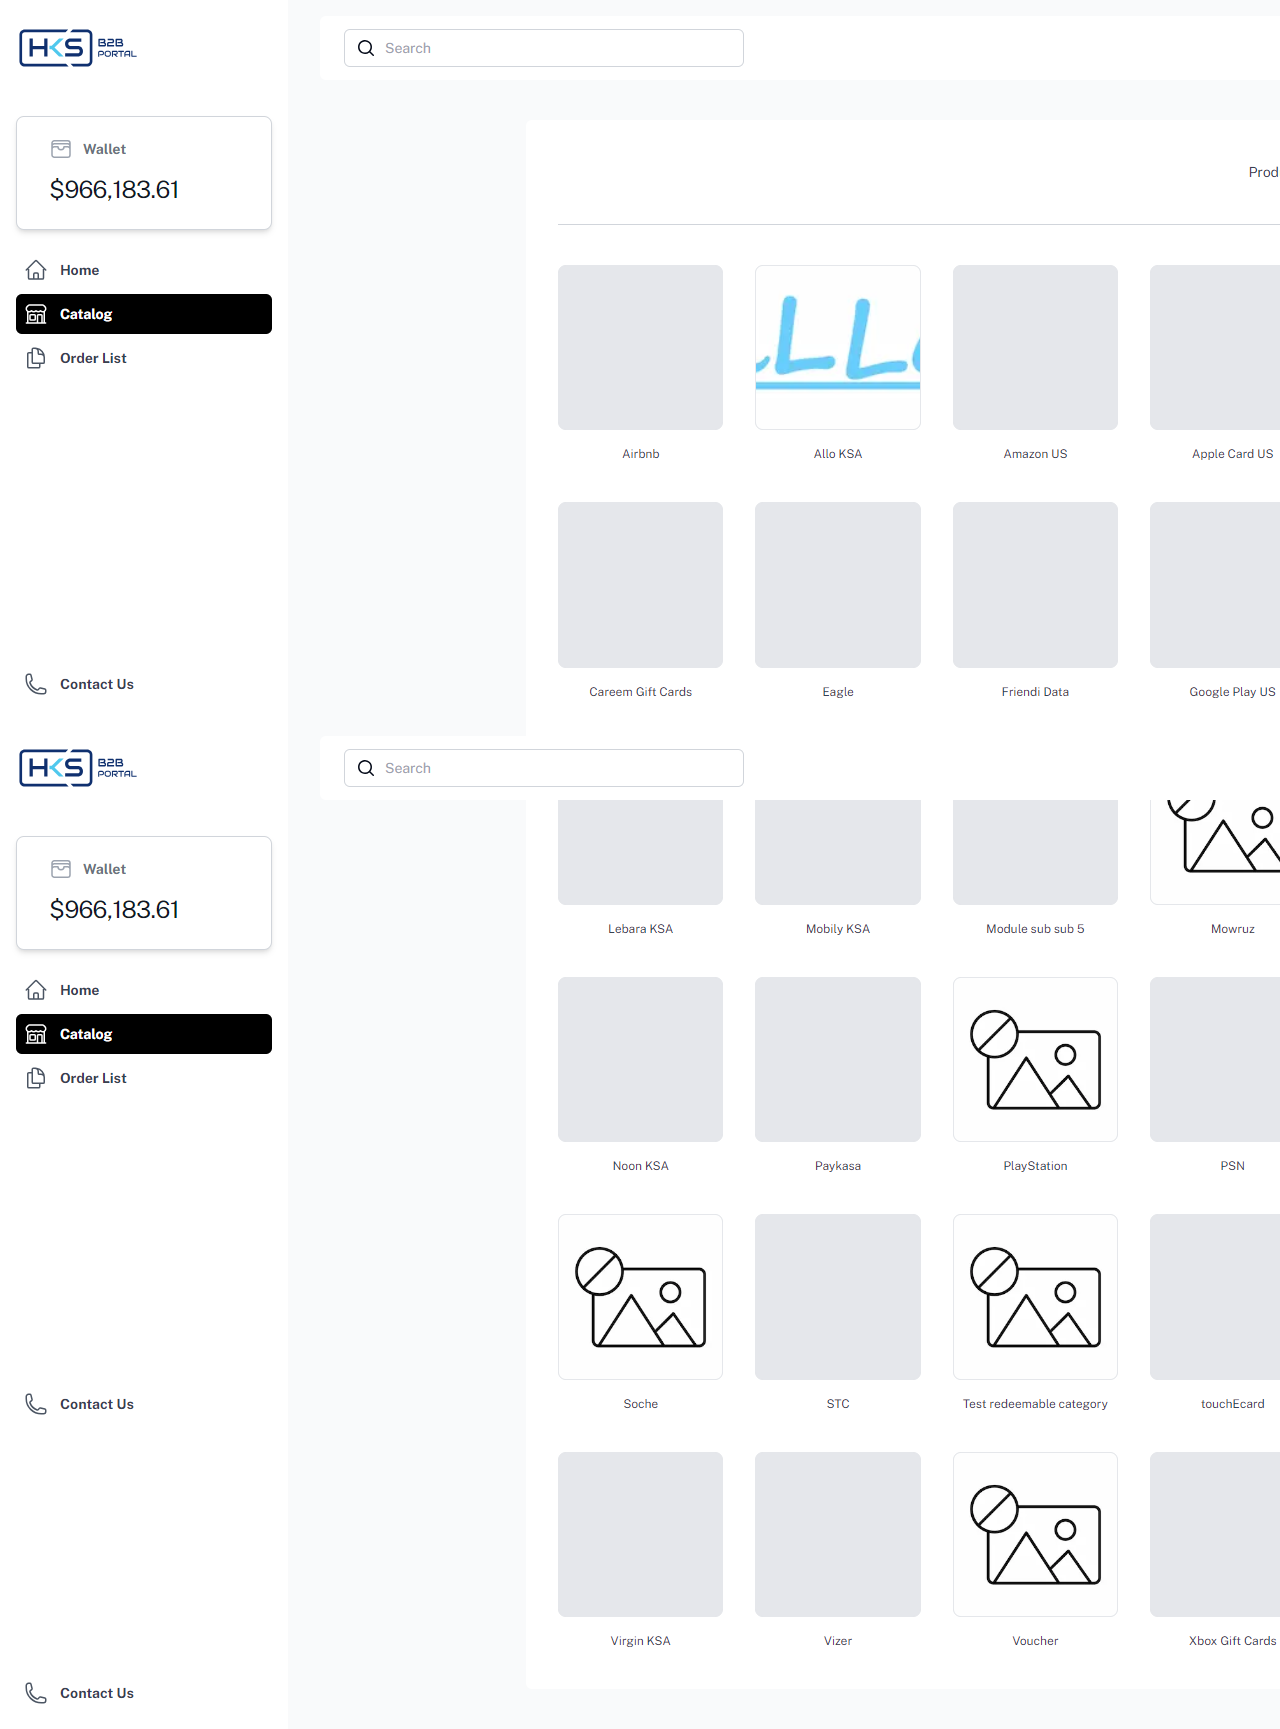 HKS B2B PORTAL
Search
Wallet
$966,183.61
Home
Catalog
Order List
Contact Us
Prod
Airbnb
Allo KSA
Amazon US
Apple Card US
Careem Gift Cards
Eagle
Friendi Data
Google Play US
HKS B2B PORTAL
Search
Wallet
$966,183.61
Home
Catalog
Order List
Contact Us
Lebara KSA
Mobily KSA
Module sub sub 5
Mowruz
Noon KSA
Paykasa
PlayStation
PSN
Soche
STC
Test redeemable category
touchEcard
Virgin KSA
Vizer
Voucher
Xbox Gift Cards
Contact Us